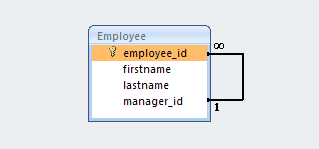 Employee
∞
employee_id
firstname
lastname
manager_id
1